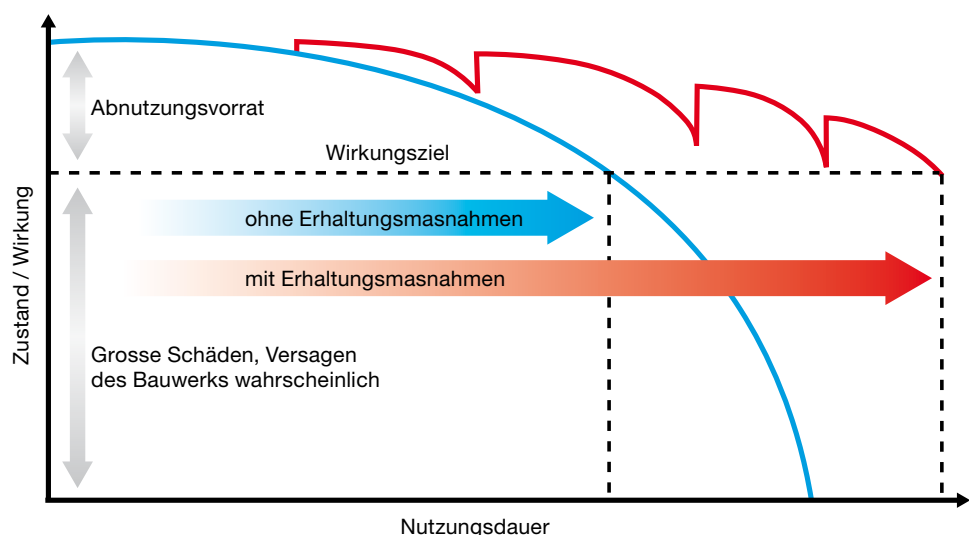 Abnutzungsvorrat
Wirkungsziel
ohne Erhaltungsmasnahmen
mit Erhaltungsmasnahmen
Zustand / Wirkung
Grosse Schäden, Versagen
des Bauwerks wahrscheinlich
Nutzungsdauer